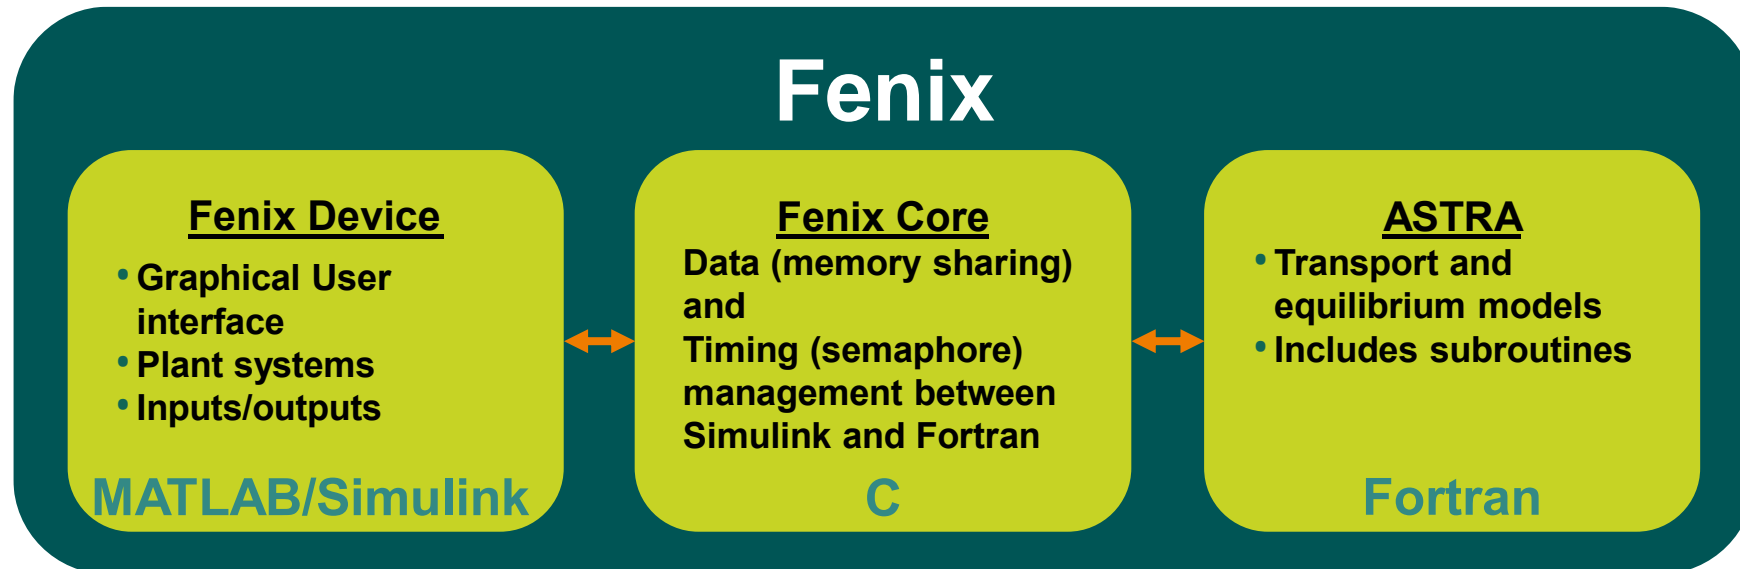 Fenix
Fenix Device
• Graphical User
interface
• Plant systems
• Inputs/outputs
MATLAB/Simulink
Fenix Core
Data (memory sharing)
and
Timing (semaphore)
management between
Simulink and Fortran
C
ASTRA
• Transport and
equilibrium models
• Includes subroutines
Fortran